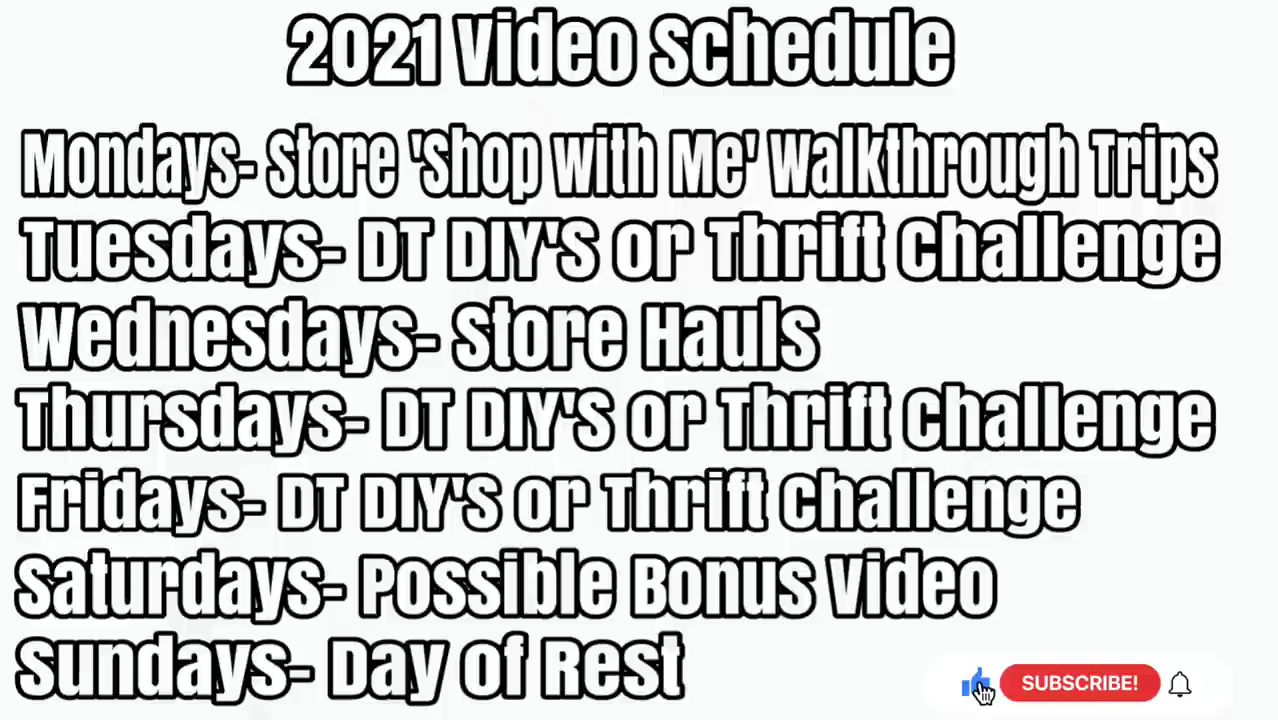 2021 Video Schedule
Mondays- Store 'Shop with Me' Walkthrough Trips
Tuesdays- DT DIY'S or Thrift Challenge
Wednesdays- Store Hauls
Thursdays- DT DIY'S or Thrift Challenge
Fridays- DT DIY'S or Thrift Challenge
Saturdays- Possible Bonus Video
Sundays- Day of Rest
SUBSCRIBE!